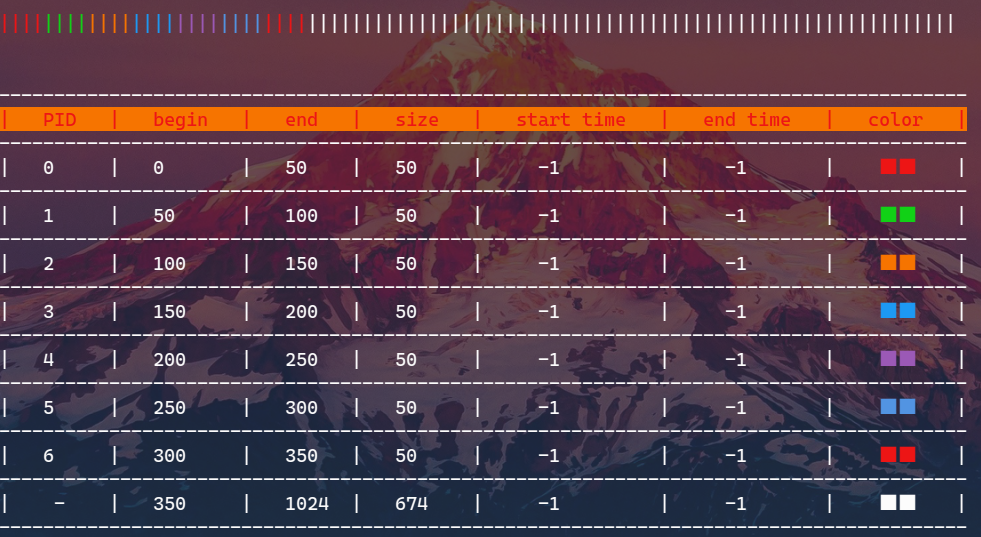 | PID | begin | end | size | start time | end time | color |
| 0 | 0 | 50 | 50 | -1 | -1 | ■■ |
| 1 | 50 | 100 | 50 | -1 | -1 | ■■ |
| 2 | 100 | 150 | 50 | -1 | -1 | ■■ |
| 3 | 150 | 200 | 50 | -1 | -1 | ■■ |
| 4 | 200 | 250 | 50 | -1 | -1 | ■■ |
| 5 | 250 | 300 | 50 | -1 | -1 | ■■ |
| 6 | 300 | 350 | 50 | -1 | -1 | ■■ |
| - | 350 | 1024 | 674 | -1 | -1 | ■■ |